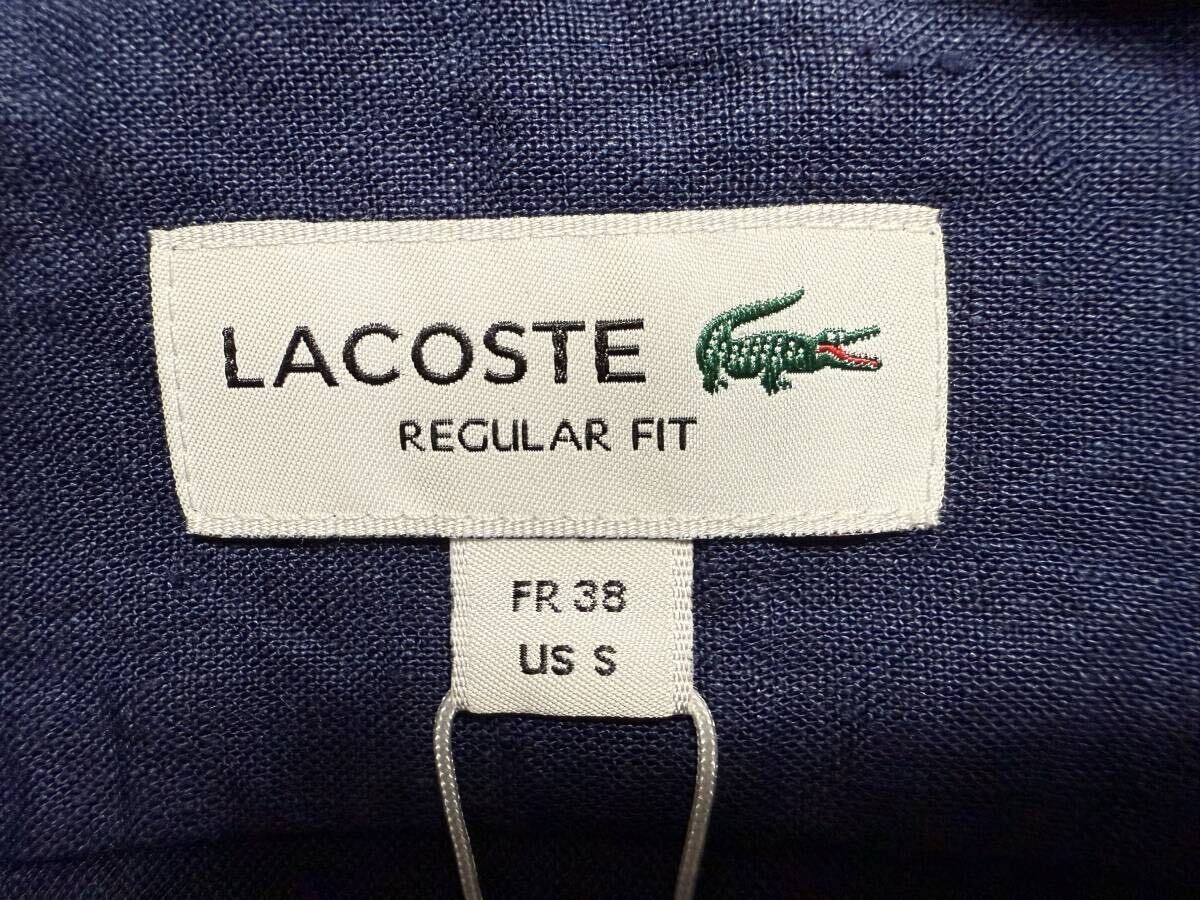 LACOSTE
REGULAR FIT
FR 38
US S